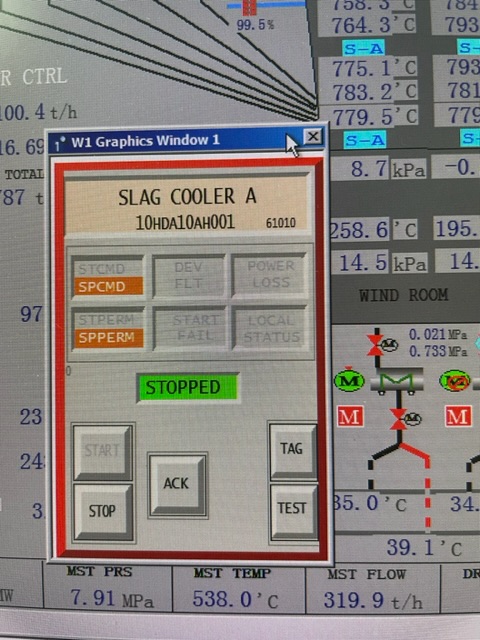 99.5%
758.3 'C 784
764.3 'C 793
S-A S-
R CTRL
775.1 'C 793
783.2 'C 781
100.4 t/h
779.5 'C 779
W1 Graphics Window 1
S-A
16.69
TOTAL
8.7 kPa -0.
SLAG COOLER A
787 t
10HDA10AH001 61010
258.6 'C 195.
14.5 kPa 14.
STCMD DEV FLT POWER LOSS
SPCMD
WIND ROOM
97
STPERM START FAIL LOCAL STATUS
SPPERM
0.021 MPa
0.733 MPa
M
0
M
STOPPED
M M
23
START TAG
M
24
ACK
STOP TEST
35.0 'C 34.
3
39.1 'C
MST PRS MST TEMP MST FLOW DR
MW 7.91 MPa 538.0 'C 319.9 t/h